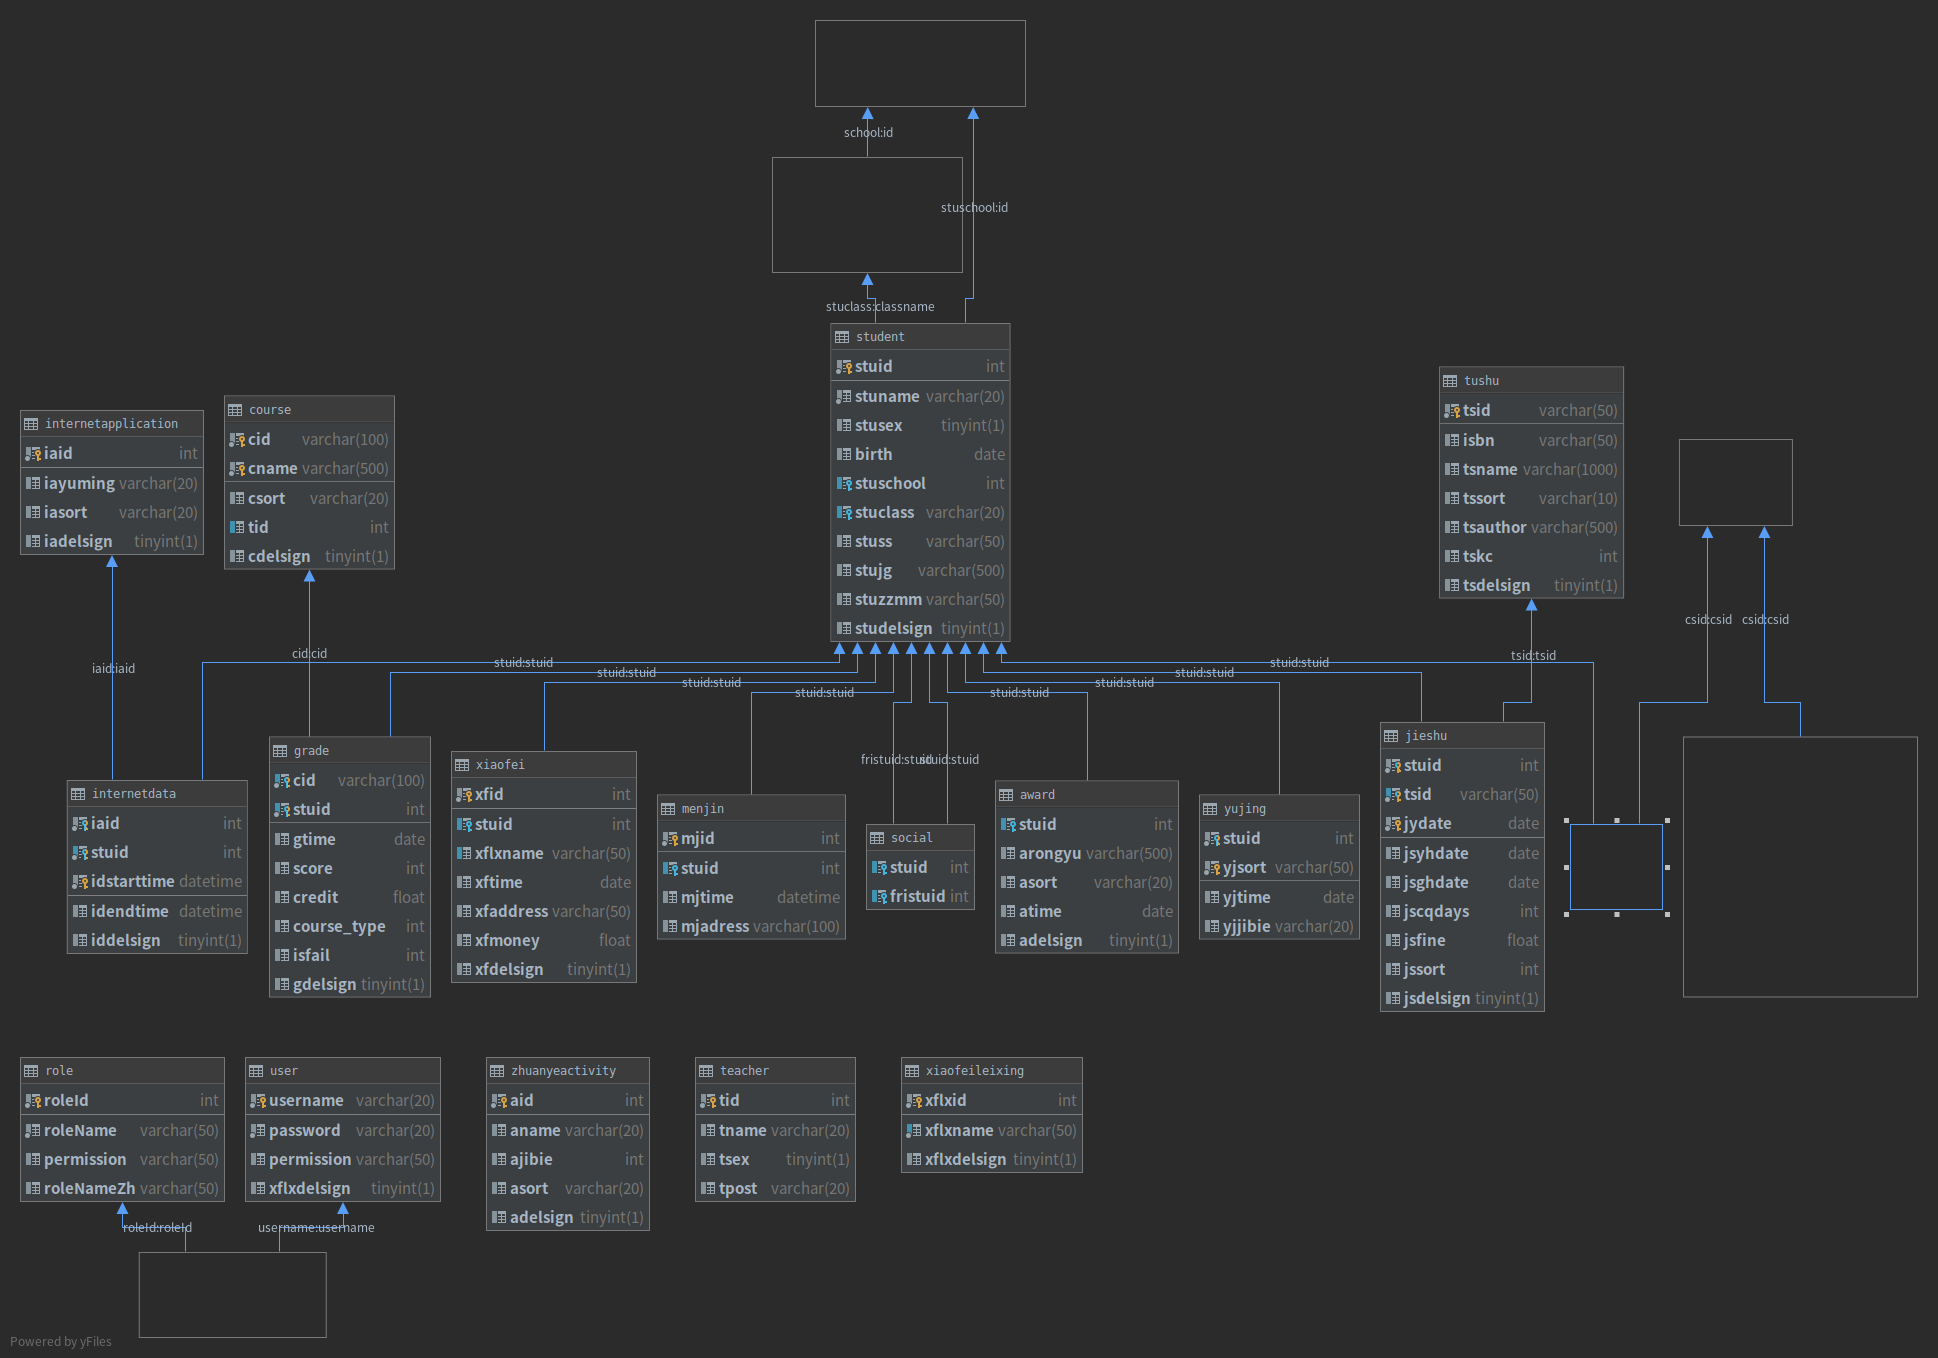 school:id
stuschool:id
stuclass:classname
student
stuid int
stuname varchar(20)
stusex tinyint(1)
birth date
stuschool int
stuclass varchar(20)
stuss varchar(50)
stujg varchar(500)
stuzzmm varchar(50)
studelsign tinyint(1)
internetapplication
iaid int
iayuming varchar(20)
iasort varchar(20)
iadelsign tinyint(1)
course
cid varchar(100)
cname varchar(500)
csort varchar(20)
tid int
cdelsign tinyint(1)
tushu
tsid varchar(50)
isbn varchar(50)
tsname varchar(1000)
tssort varchar(10)
tsauthor varchar(500)
tskc int
tsdelsign tinyint(1)
csid:csid
csid:csid
iaid:iaid
cid:cid
stuid:stuid
stuid:stuid
stuid:stuid
stuid:stuid
stuid:stuid
stuid:stuid
stuid:stuid
stuid:stuid
tsid:tsid
fristuid:stuid
stuid:stuid
internetdata
iaid int
stuid int
idstarttime datetime
idendtime datetime
iddelsign tinyint(1)
grade
cid varchar(100)
stuid int
gtime date
score int
credit float
course_type int
isfail int
gdelsign tinyint(1)
xiaofei
xfid int
stuid int
xflxname varchar(50)
xftime date
xfaddress varchar(50)
xfmoney float
xfdelsign tinyint(1)
menjin
mjid int
stuid int
mjtime datetime
mjadress varchar(100)
social
stuid int
fristuid int
award
stuid int
arongyu varchar(500)
asort varchar(20)
atime date
adelsign tinyint(1)
yujing
stuid int
yjsort varchar(50)
yjtime date
yjjibie varchar(20)
jieshu
stuid int
tsid varchar(50)
jydate date
jsyhdate date
jsghdate date
jscqdays int
jsfine float
jssort int
jsdelsign tinyint(1)
role
roleId int
roleName varchar(50)
permission varchar(50)
roleNameZh varchar(50)
user
username varchar(20)
password varchar(20)
permission varchar(50)
xflxdelsign tinyint(1)
zhuanyeactivity
aid int
aname varchar(20)
ajibie int
asort varchar(20)
adelsign tinyint(1)
teacher
tid int
tname varchar(20)
tsex tinyint(1)
tpost varchar(20)
xiaofeileixing
xflxid int
xflxname varchar(50)
xflxdelsign tinyint(1)
roleId:roleId
username:username
Powered by yFiles